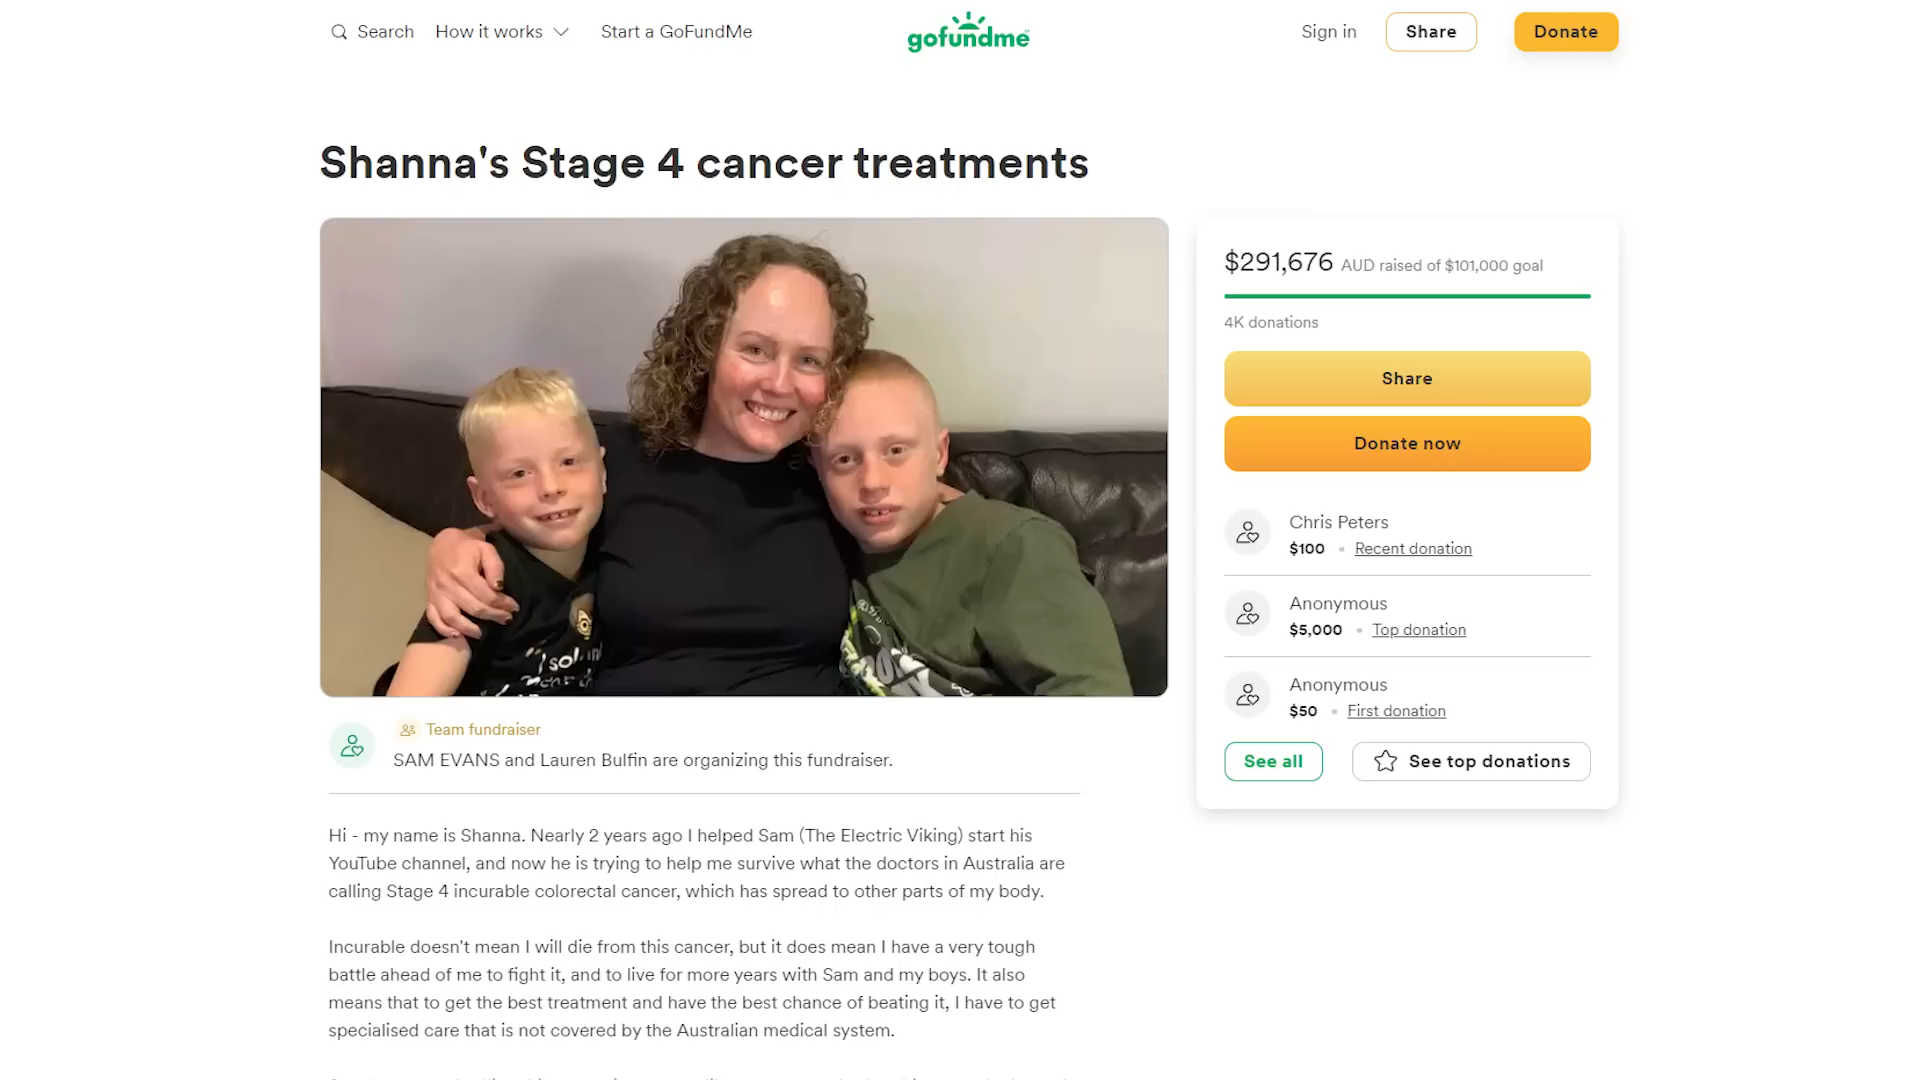 Search How it works Start a GoFundMe
gofundme
Sign in Share Donate
Shanna's Stage 4 cancer treatments
$291,676 AUD raised of $101,000 goal
4K donations
Share
Donate now
Chris Peters
$100 • Recent donation
Anonymous
$5,000 • Top donation
Anonymous
$50 • First donation
See all See top donations
Team fundraiser
SAM EVANS and Lauren Bulfin are organizing this fundraiser.
Hi - my name is Shanna. Nearly 2 years ago I helped Sam (The Electric Viking) start his
YouTube channel, and now he is trying to help me survive what the doctors in Australia are
calling Stage 4 incurable colorectal cancer, which has spread to other parts of my body.
Incurable doesn't mean I will die from this cancer, but it does mean I have a very tough
battle ahead of me to fight it, and to live for more years with Sam and my boys. It also
means that to get the best treatment and have the best chance of beating it, I have to get
specialised care that is not covered by the Australian medical system.